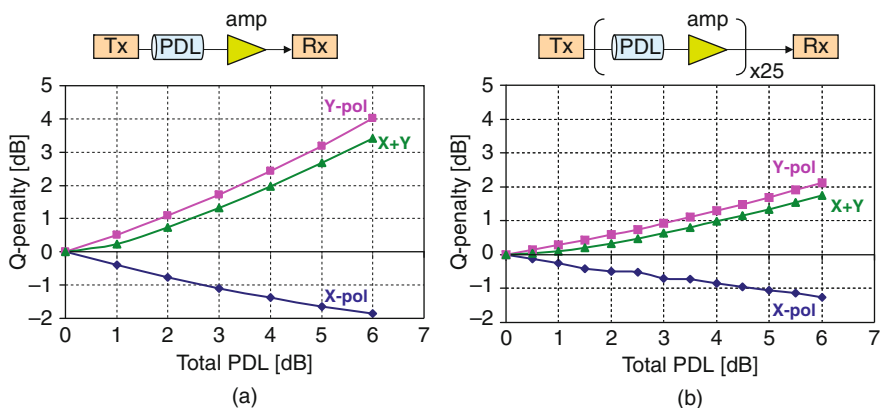 amp
Tx
PDL
Rx
Q-penalty [dB]
5
4
3
2
1
0
–1
–2
Y-pol
X+Y
X-pol
0 1 2 3 4 5 6 7
Total PDL [dB]
(a)
amp
Tx
PDL
Rx
x25
Q-penalty [dB]
5
4
3
2
1
0
–1
–2
Y-pol
X+Y
X-pol
0 1 2 3 4 5 6 7
Total PDL [dB]
(b)